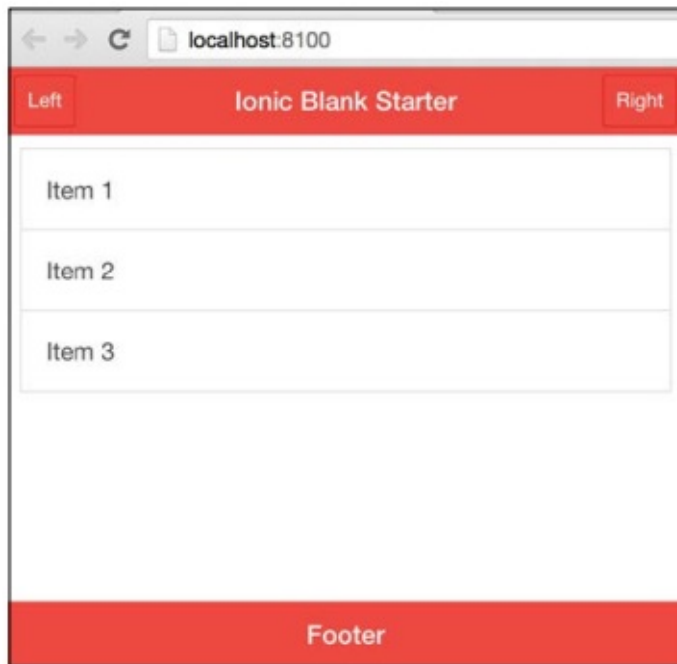 localhost:8100
Left Ionic Blank Starter Right
Item 1
Item 2
Item 3
Footer